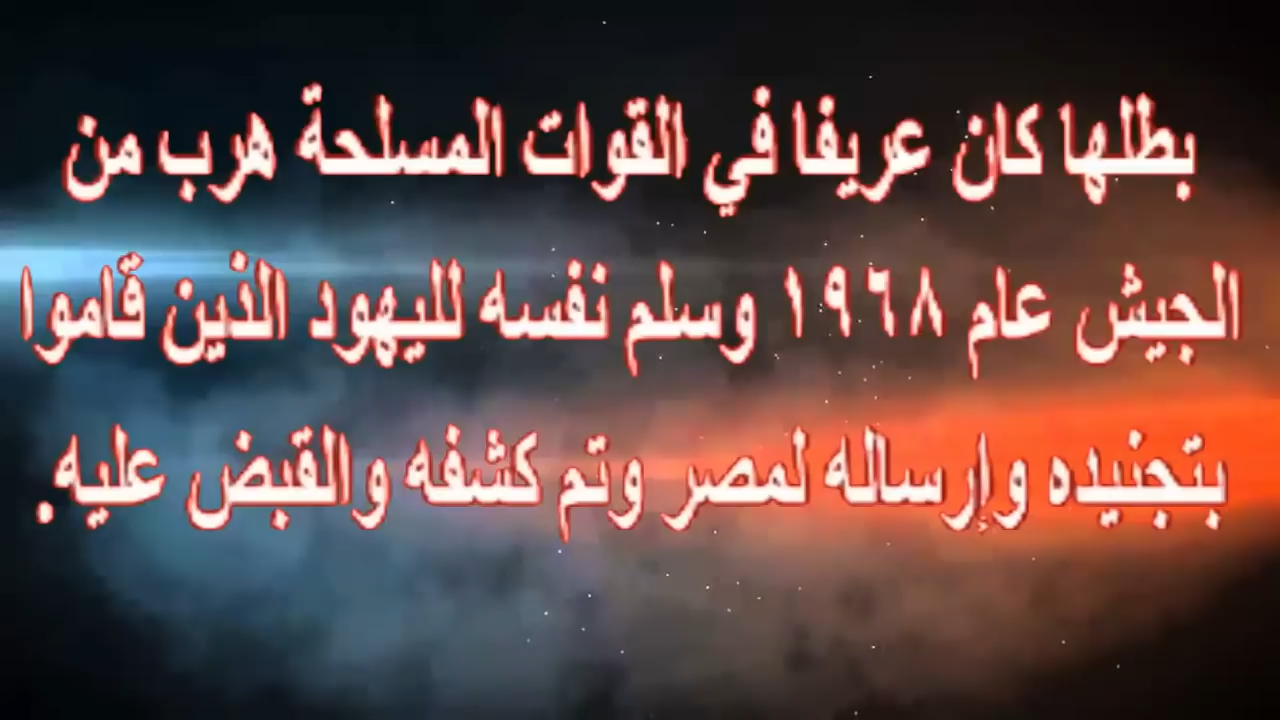 بطلها كان عريفا في القوات المسلحة هرب من
الجيش عام ١٩٦٨ وسلم نفسه لليهود الذين قاموا
بتجنيده وإرساله لمصر وتم كشفه والقبض عليه.